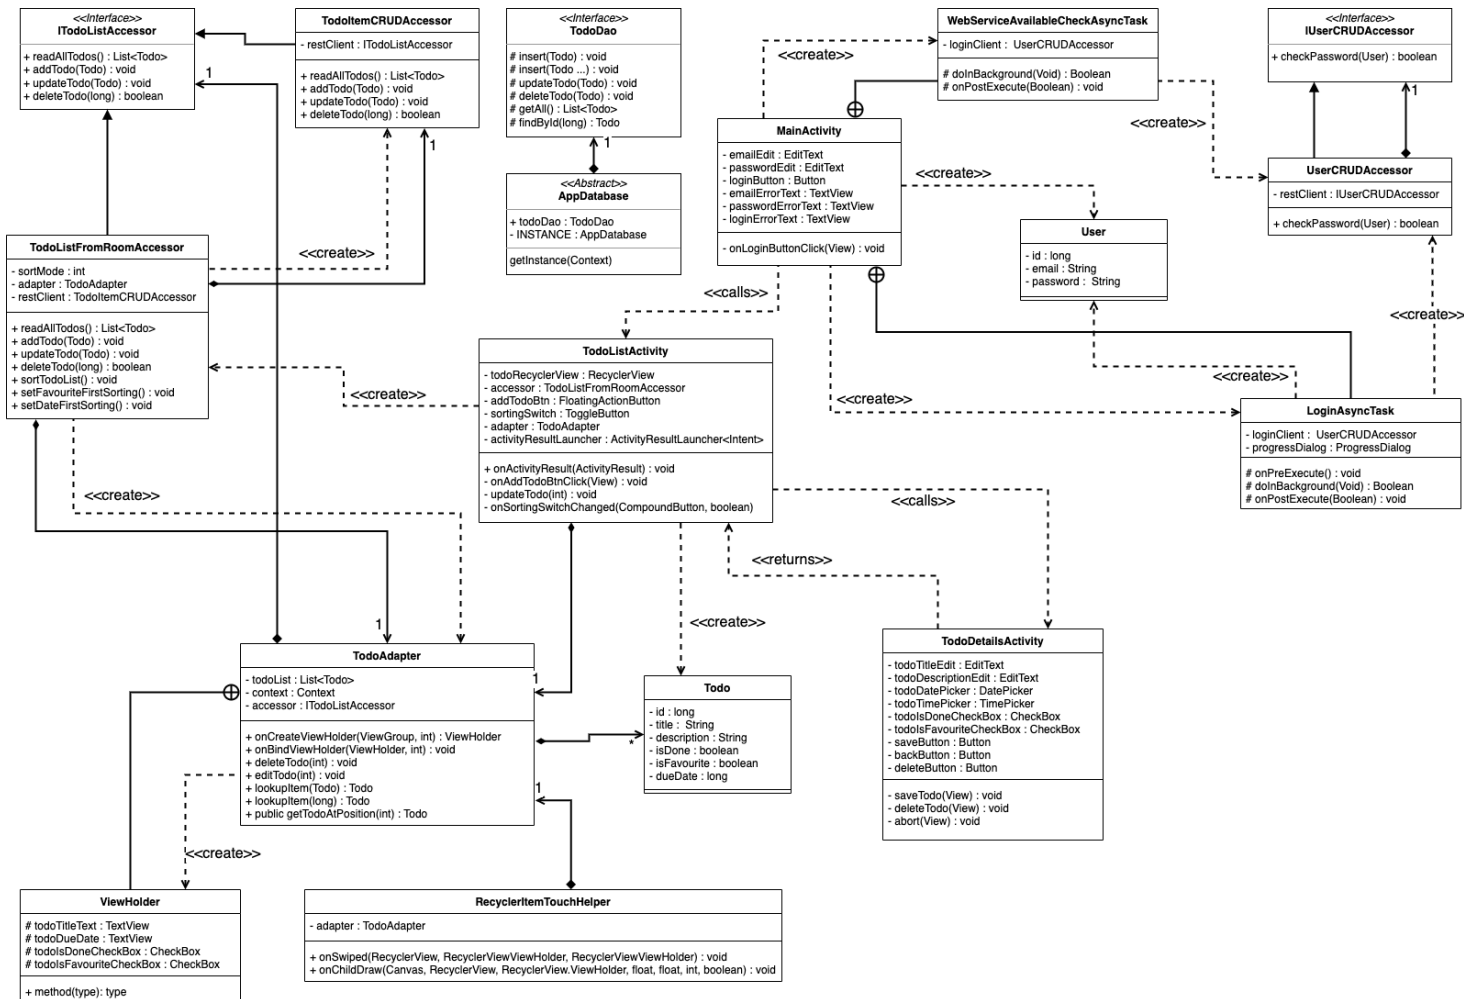 <<Interface>>
ITodoListAccessor
+ readAllTodos() : List<Todo>
+ addTodo(Todo) : void
+ updateTodo(Todo) : void
+ deleteTodo(long) : boolean
1
TodoItemCRUDAccessor
- restClient : ITodoListAccessor
+ readAllTodos() : List<Todo>
+ addTodo(Todo) : void
+ updateTodo(Todo) : void
+ deleteTodo(long) : boolean
1
<<Interface>>
TodoDao
# insert(Todo) : void
# insert(Todo ...) : void
# updateTodo(Todo) : void
# deleteTodo(Todo) : void
# getAll() : List<Todo>
# findById(long) : Todo
1
<<Abstract>>
AppDatabase
+ todoDao : TodoDao
- INSTANCE : AppDatabase
getInstance(Context)
WebServiceAvailableCheckAsyncTask
- loginClient : UserCRUDAccessor
# doInBackground(Void) : Boolean
# onPostExecute(Boolean) : void
<<create>>
<<create>>
<<Interface>>
IUserCRUDAccessor
+ checkPassword(User) : boolean
1
UserCRUDAccessor
- restClient : IUserCRUDAccessor
+ checkPassword(User) : boolean
MainActivity
- emailEdit : EditText
- passwordEdit : EditText
- loginButton : Button
- emailErrorText : TextView
- passwordErrorText : TextView
- loginErrorText : TextView
- onLoginButtonClick(View) : void
<<create>>
User
- id : long
- email : String
- password : String
TodoListFromRoomAccessor
- sortMode : int
- adapter : TodoAdapter
- restClient : TodoItemCRUDAccessor
+ readAllTodos() : List<Todo>
+ addTodo(Todo) : void
+ updateTodo(Todo) : void
+ deleteTodo(long) : boolean
+ sortTodoList() : void
+ setFavouriteFirstSorting() : void
+ setDateFirstSorting() : void
<<create>>
<<calls>>
<<create>>
<<create>>
<<create>>
<<create>>
TodoListActivity
- todoRecyclerView : RecyclerView
- accessor : TodoListFromRoomAccessor
- addTodoBtn : FloatingActionButton
- sortingSwitch : ToggleButton
- adapter : TodoAdapter
- activityResultLauncher : ActivityResultLauncher<Intent>
+ onActivityResult(ActivityResult) : void
- onAddTodoBtnClick(View) : void
- updateTodo(int) : void
- onSortingSwitchChanged(CompoundButton, boolean)
LoginAsyncTask
- loginClient : UserCRUDAccessor
- progressDialog : ProgressDialog
# onPreExecute() : void
# doInBackground(Void) : Boolean
# onPostExecute(Boolean) : void
<<create>>
<<calls>>
<<returns>>
<<create>>
1
TodoAdapter
- todoList : List<Todo>
- context : Context
- accessor : ITodoListAccessor
+ onCreateViewHolder(ViewGroup, int) : ViewHolder
+ onBindViewHolder(ViewHolder, int) : void
+ deleteTodo(int) : void
+ editTodo(int) : void
+ lookupItem(Todo) : Todo
+ lookupItem(long) : Todo
+ public getTodoAtPosition(int) : Todo
1
*
1
Todo
- id : long
- title : String
- description : String
- isDone : boolean
- isFavourite : boolean
- dueDate : long
TodoDetailsActivity
- todoTitleEdit : EditText
- todoDescriptionEdit : EditText
- todoDatePicker : DatePicker
- todoTimePicker : TimePicker
- todoIsDoneCheckBox : CheckBox
- todoIsFavouriteCheckBox : CheckBox
- saveButton : Button
- backButton : Button
- deleteButton : Button
- saveTodo(View) : void
- deleteTodo(View) : void
- abort(View) : void
<<create>>
ViewHolder
# todoTitleText : TextView
# todoDueDate : TextView
# todoIsDoneCheckBox : CheckBox
# todoIsFavouriteCheckBox : CheckBox
+ method(type): type
RecyclerItemTouchHelper
- adapter : TodoAdapter
+ onSwiped(RecyclerView, RecyclerViewViewHolder, RecyclerViewViewHolder) : void
+ onChildDraw(Canvas, RecyclerView, RecyclerView.ViewHolder, float, float, int, boolean) : void